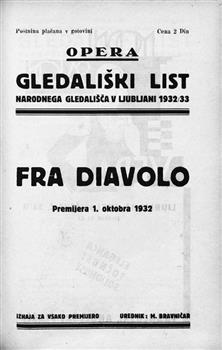 Poštnina plačana v gotovini Cena 2 Din
OPERA
GLEDALIŠKI LIST
NARODNEGA GLEDALIŠČA V LJUBLJANI 1932/33
FRA DIAVOLO
Premijera 1. oktobra 1932
IZHAJA ZA VSAKO PREMIJERO UREDNIK: M. BRAVNIČAR